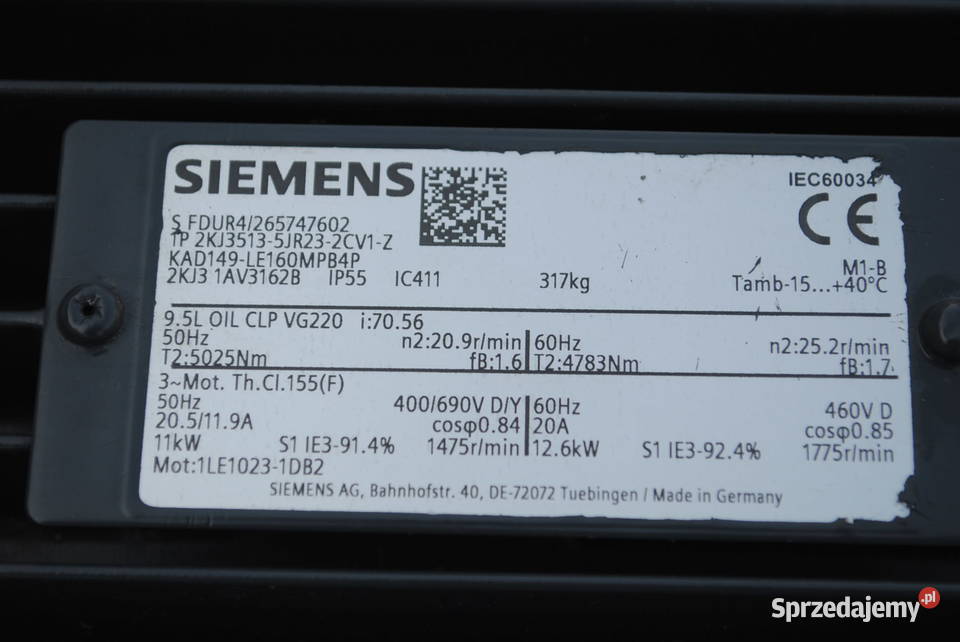 SIEMENS
IEC60034
CE
S FDUR4/265747602
1P 2KJ3513-5JR23-2CV1-Z
KAD149-LE160MPB4P
M1-B
2KJ3 1AV3162B IP55 IC411 317kg Tamb-15...+40°C
9.5L OIL CLP VG220 i:70.56
50Hz n2:20.9r/min 60Hz n2:25.2r/min
T2:5025Nm fB:1.6 T2:4783Nm fB:1.7
3~Mot. Th.Cl.155(F)
50Hz 400/690V D/Y 60Hz 460V D
20.5/11.9A cosφ0.84 20A cosφ0.85
11kW S1 IE3-91.4% 1475r/min 12.6kW S1 IE3-92.4% 1775r/min
Mot:1LE1023-1DB2
SIEMENS AG, Bahnhofstr. 40, DE-72072 Tuebingen / Made in Germany
Sprzedajemy.pl